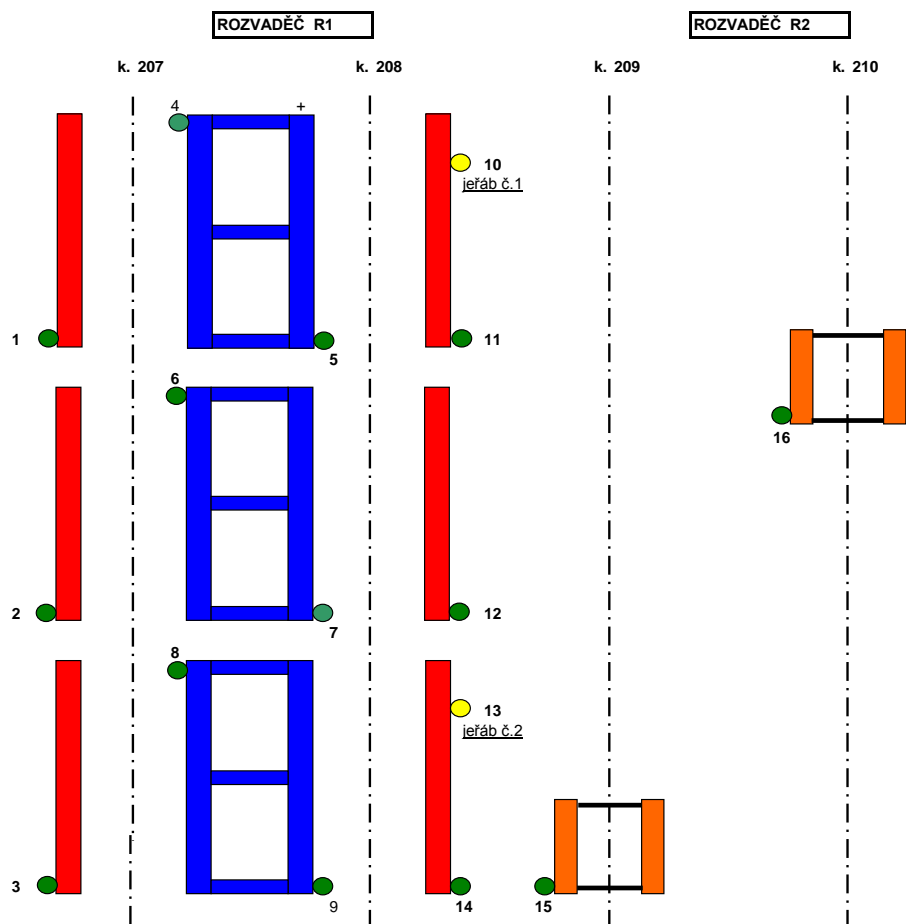 ROZVADĚČ R1
ROZVADĚČ R2
k. 207
k. 208
k. 209
k. 210
4
+
10
jeřáb č.1
1
5
11
6
16
2
7
12
8
13
jeřáb č.2
3
9
14
15